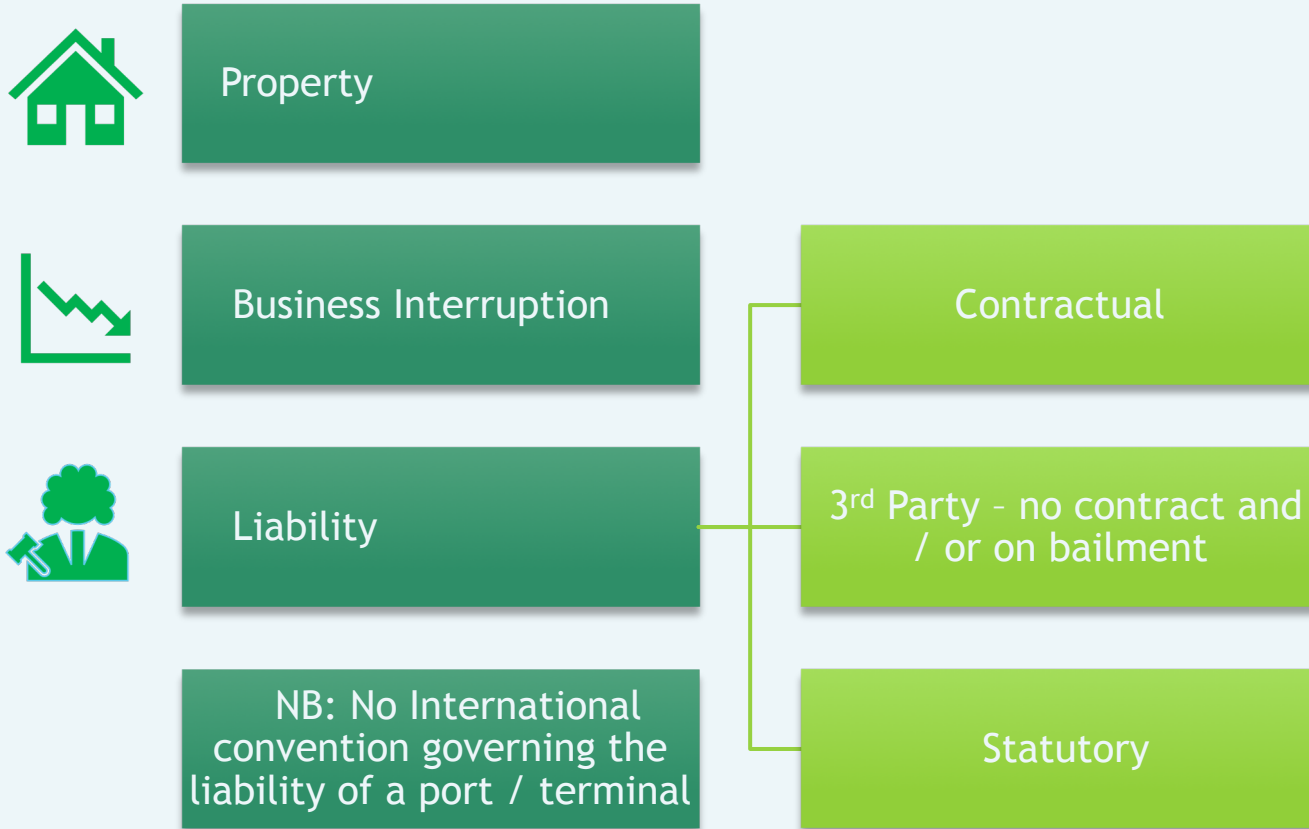 Property
Business Interruption
Contractual
Liability
3rd Party – no contract and
/ or on bailment
NB: No International
convention governing the
liability of a port / terminal
Statutory